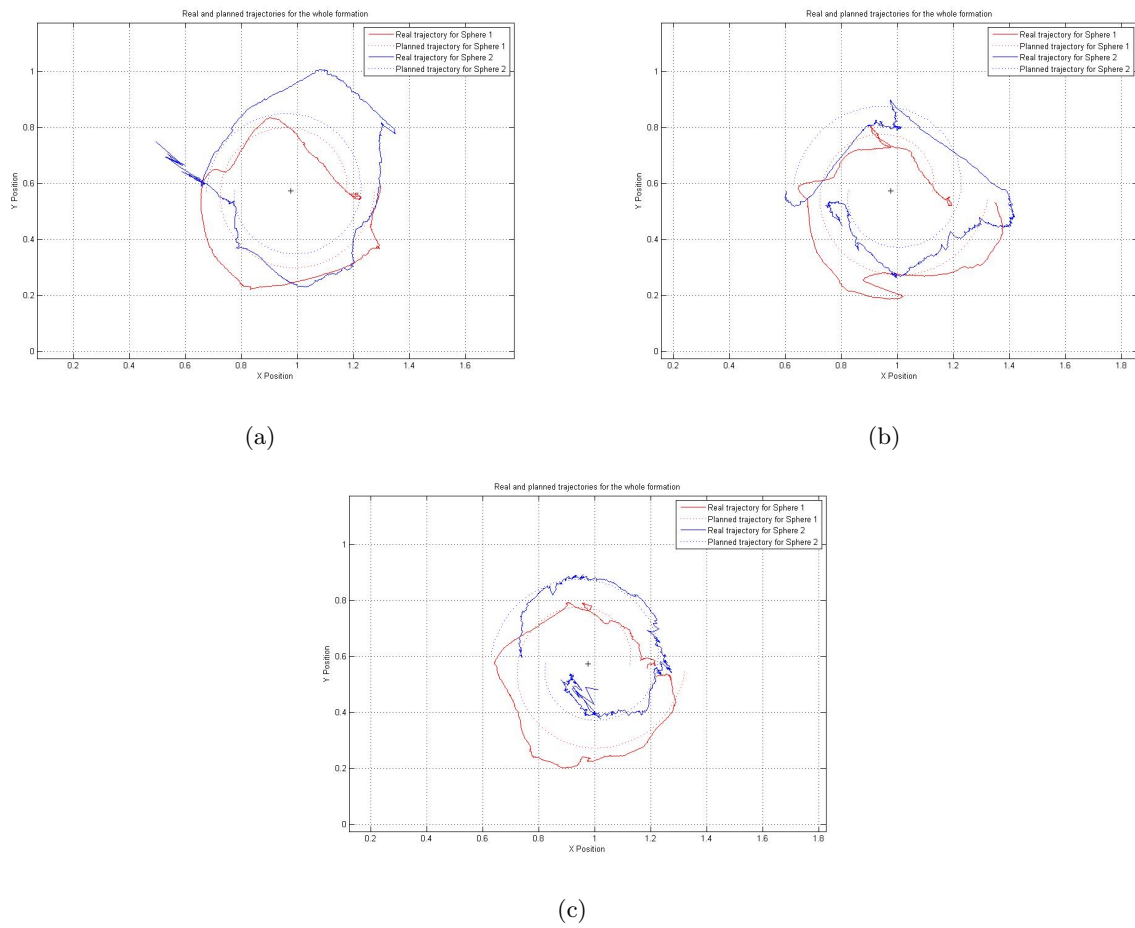 Real and planned trajectories for the whole formation
Real trajectory for Sphere 1
Planned trajectory for Sphere 1
Real trajectory for Sphere 2
Planned trajectory for Sphere 2
1
0.8
0.6
0.4
0.2
0
Y Position
0.2 0.4 0.6 0.8 1 1.2 1.4 1.6
X Position
(a)
Real and planned trajectories for the whole formation
Real trajectory for Sphere 1
Planned trajectory for Sphere 1
Real trajectory for Sphere 2
Planned trajectory for Sphere 2
1
0.8
0.6
0.4
0.2
0
Y Position
0.2 0.4 0.6 0.8 1 1.2 1.4 1.6 1.8
X Position
(b)
Real and planned trajectories for the whole formation
Real trajectory for Sphere 1
Planned trajectory for Sphere 1
Real trajectory for Sphere 2
Planned trajectory for Sphere 2
1
0.8
0.6
0.4
0.2
0
Y Position
0.2 0.4 0.6 0.8 1 1.2 1.4 1.6 1.8
X Position
(c)